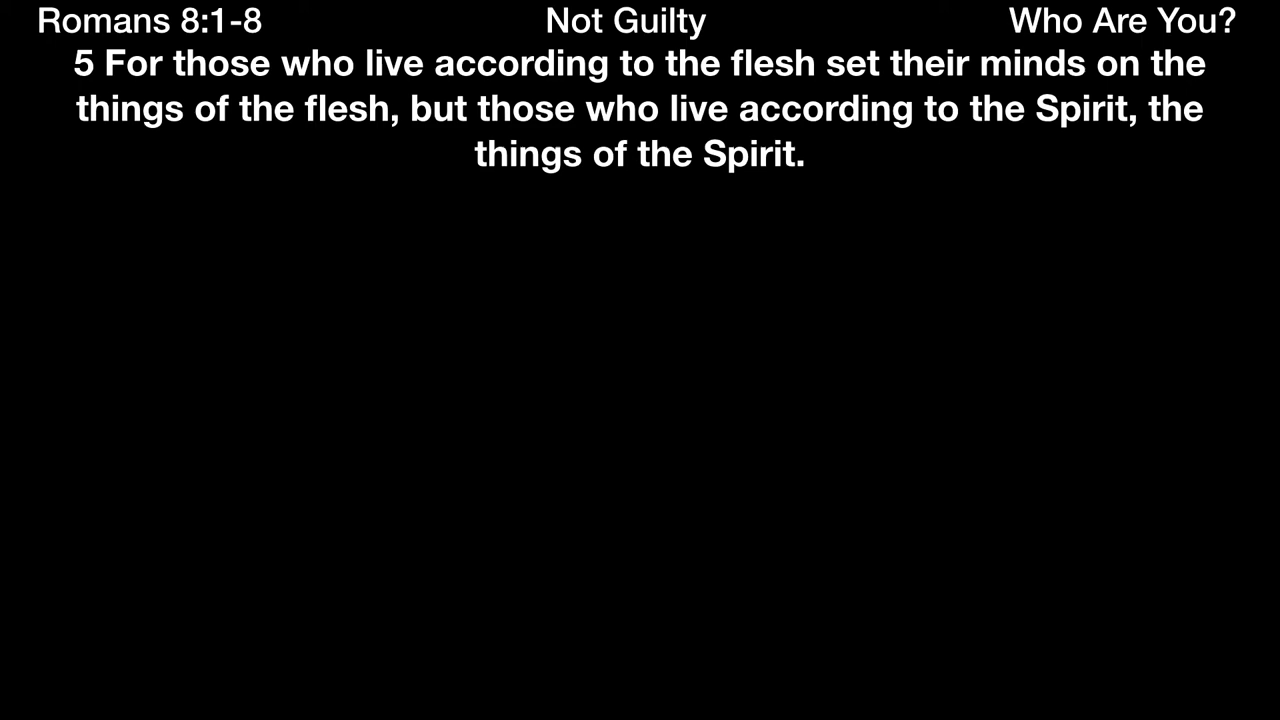 Romans 8:1-8 Not Guilty Who Are You?
5 For those who live according to the flesh set their minds on the
things of the flesh, but those who live according to the Spirit, the
things of the Spirit.